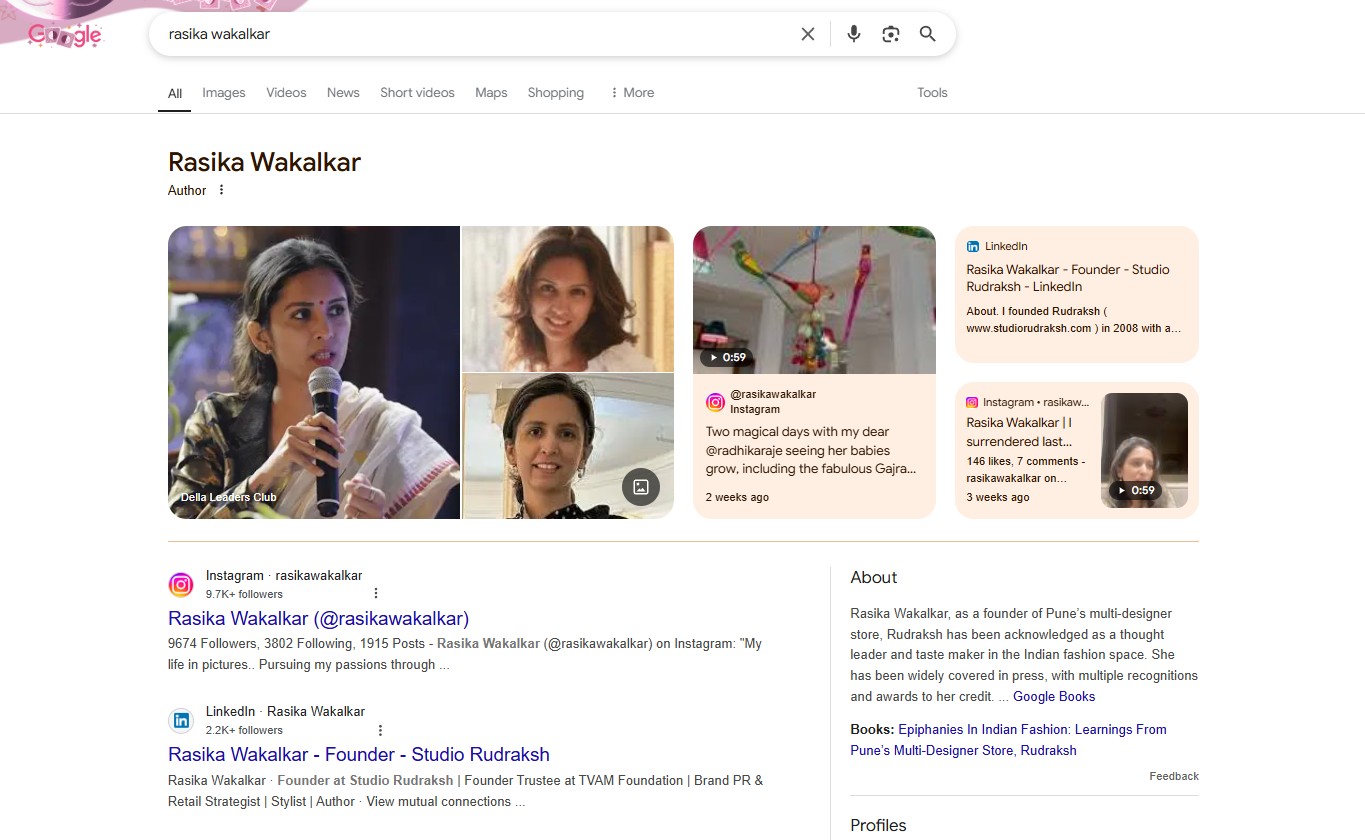 Google
rasika wakalkar
All
Images
Videos
News
Short videos
Maps
Shopping
More
Tools
Rasika Wakalkar
Author
Della Leaders Club
0:59
@rasikawakalkar
Instagram
Two magical days with my dear
@radhikaraje seeing her babies
grow, including the fabulous Gajra...
2 weeks ago
LinkedIn
Rasika Wakalkar - Founder - Studio
Rudraksh - LinkedIn
About. I founded Rudraksh (
www.studiorudraksh.com ) in 2008 with a...
Instagram • rasikaw...
Rasika Wakalkar | I
surrendered last...
146 likes, 7 comments -
rasikawakalkar on...
3 weeks ago
0:59
Instagram · rasikawakalkar
9.7K+ followers
Rasika Wakalkar (@rasikawakalkar)
9674 Followers, 3802 Following, 1915 Posts - Rasika Wakalkar (@rasikawakalkar) on Instagram: "My
life in pictures.. Pursuing my passions through ...
LinkedIn · Rasika Wakalkar
2.2K+ followers
Rasika Wakalkar - Founder - Studio Rudraksh
Rasika Wakalkar · Founder at Studio Rudraksh | Founder Trustee at TVAM Foundation | Brand PR &
Retail Strategist | Stylist | Author · View mutual connections ...
About
Rasika Wakalkar, as a founder of Pune's multi-designer
store, Rudraksh has been acknowledged as a thought
leader and taste maker in the Indian fashion space. She
has been widely covered in press, with multiple recognitions
and awards to her credit. ... Google Books
Books: Epiphanies In Indian Fashion: Learnings From
Pune's Multi-Designer Store, Rudraksh
Feedback
Profiles